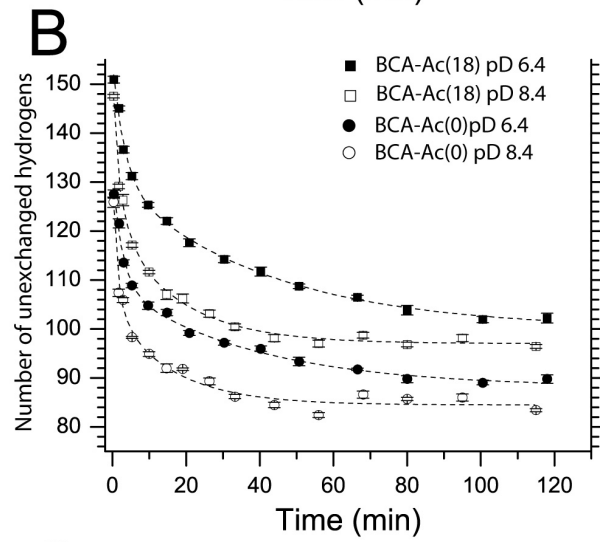 B
BCA-Ac(18) pD 6.4
BCA-Ac(18) pD 8.4
BCA-Ac(0)pD 6.4
BCA-Ac(0) pD 8.4
Number of unexchanged hydrogens
150
140
130
120
110
100
90
80
0 20 40 60 80 100 120
Time (min)